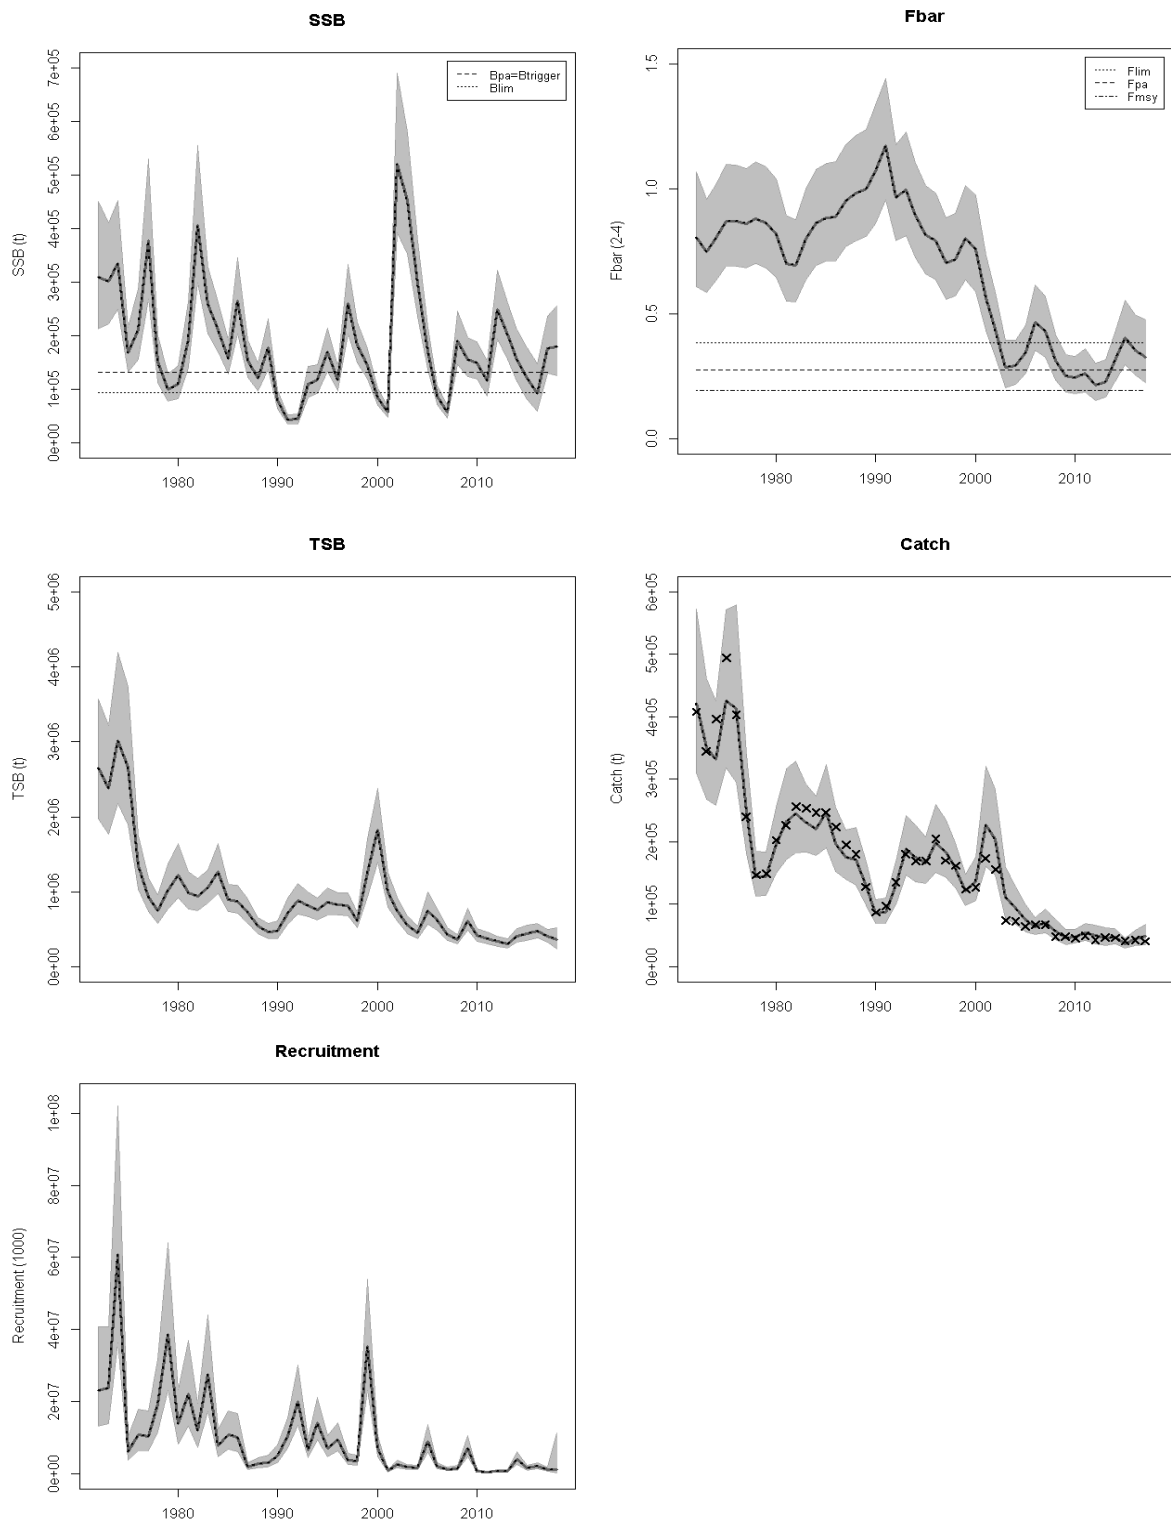 SSB
SSB (t)
7e+05
6e+05
5e+05
4e+05
3e+05
2e+05
1e+05
0e+00
Bpa=Btrigger
Blim
1980 1990 2000 2010
Fbar
Fbar (2-4)
1.5
1.0
0.5
0.0
Flim
Fpa
Fmsy
1980 1990 2000 2010
TSB
TSB (t)
5e+06
4e+06
3e+06
2e+06
1e+06
0e+00
1980 1990 2000 2010
Catch
Catch (t)
6e+05
5e+05
4e+05
3e+05
2e+05
1e+05
0e+00
1980 1990 2000 2010
Recruitment
Recruitment (1000)
1e+08
8e+07
6e+07
4e+07
2e+07
0e+00
1980 1990 2000 2010